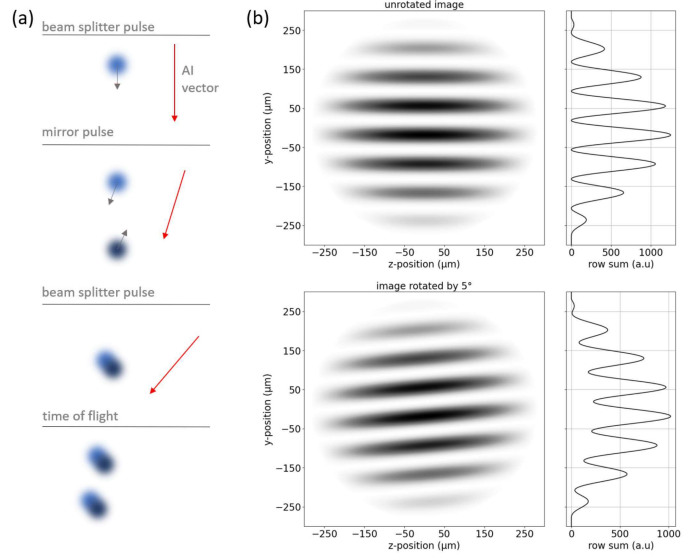 (a)
beam splitter pulse
AI
vector
mirror pulse
beam splitter pulse
time of flight
(b)
unrotated image
250
150
50
−50
−150
−250
y-position (μm)
−250
−150
−50
50
150
250
z-position (μm)
0
500
1000
row sum (a.u)
image rotated by 5°
250
150
50
−50
−150
−250
y-position (μm)
−250
−150
−50
50
150
250
z-position (μm)
0
250
500
750
1000
row sum (a.u)